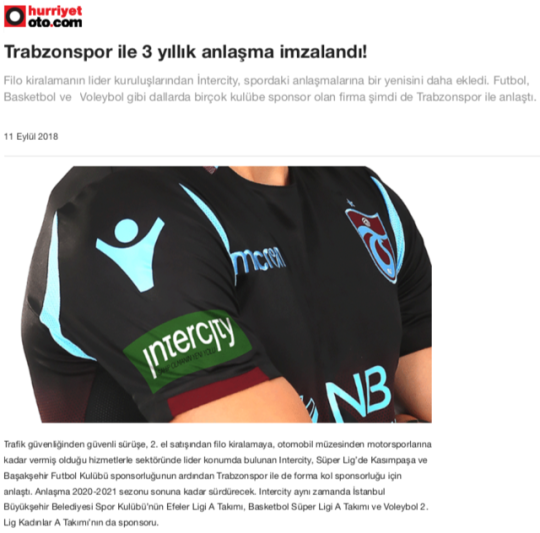 hurriyet
oto.com
Trabzonspor ile 3 yıllık anlaşma imzalandı!
Filo kiralamanın lider kuruluşlarından İntercity, spordaki anlaşmalarına bir yenisini daha ekledi. Futbol,
Basketbol ve Voleybol gibi dallarda birçok kulübe sponsor olan firma şimdi de Trabzonspor ile anlaştı.
11 Eylül 2018
macron
intercity
NB
Trafik güvenliğinden güvenli sürüşe, 2. el satışından filo kiralamaya, otomobil müzesinden motorsporlarına
kadar vermiş olduğu hizmetlerle sektöründe lider konumda bulunan Intercity, Süper Lig'de Kasımpaşa ve
Başakşehir Futbol Kulübü sponsorluğunun ardından Trabzonspor ile de forma kol sponsorluğu için
anlaştı. Anlaşma 2020-2021 sezonu sonuna kadar sürdürecek. Intercity aynı zamanda İstanbul
Büyükşehir Belediyesi Spor Kulübü'nün Efeler Ligi A Takımı, Basketbol Süper Ligi A Takımı ve Voleybol 2.
Lig Kadınlar A Takımı'nın da sponsoru.